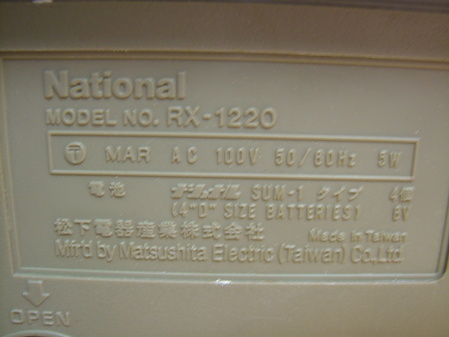 National
MODEL NO. RX-1220
〒 MAR AC 100V 50/60Hz 5W
電池 SUM-1 タイプ 4個
(4"D" SIZE BATTERIES) 6V
松下電器産業株式会社 Made in Taiwan
Mfr'd by Matsushita Electric (Taiwan) Co., Ltd.
OPEN